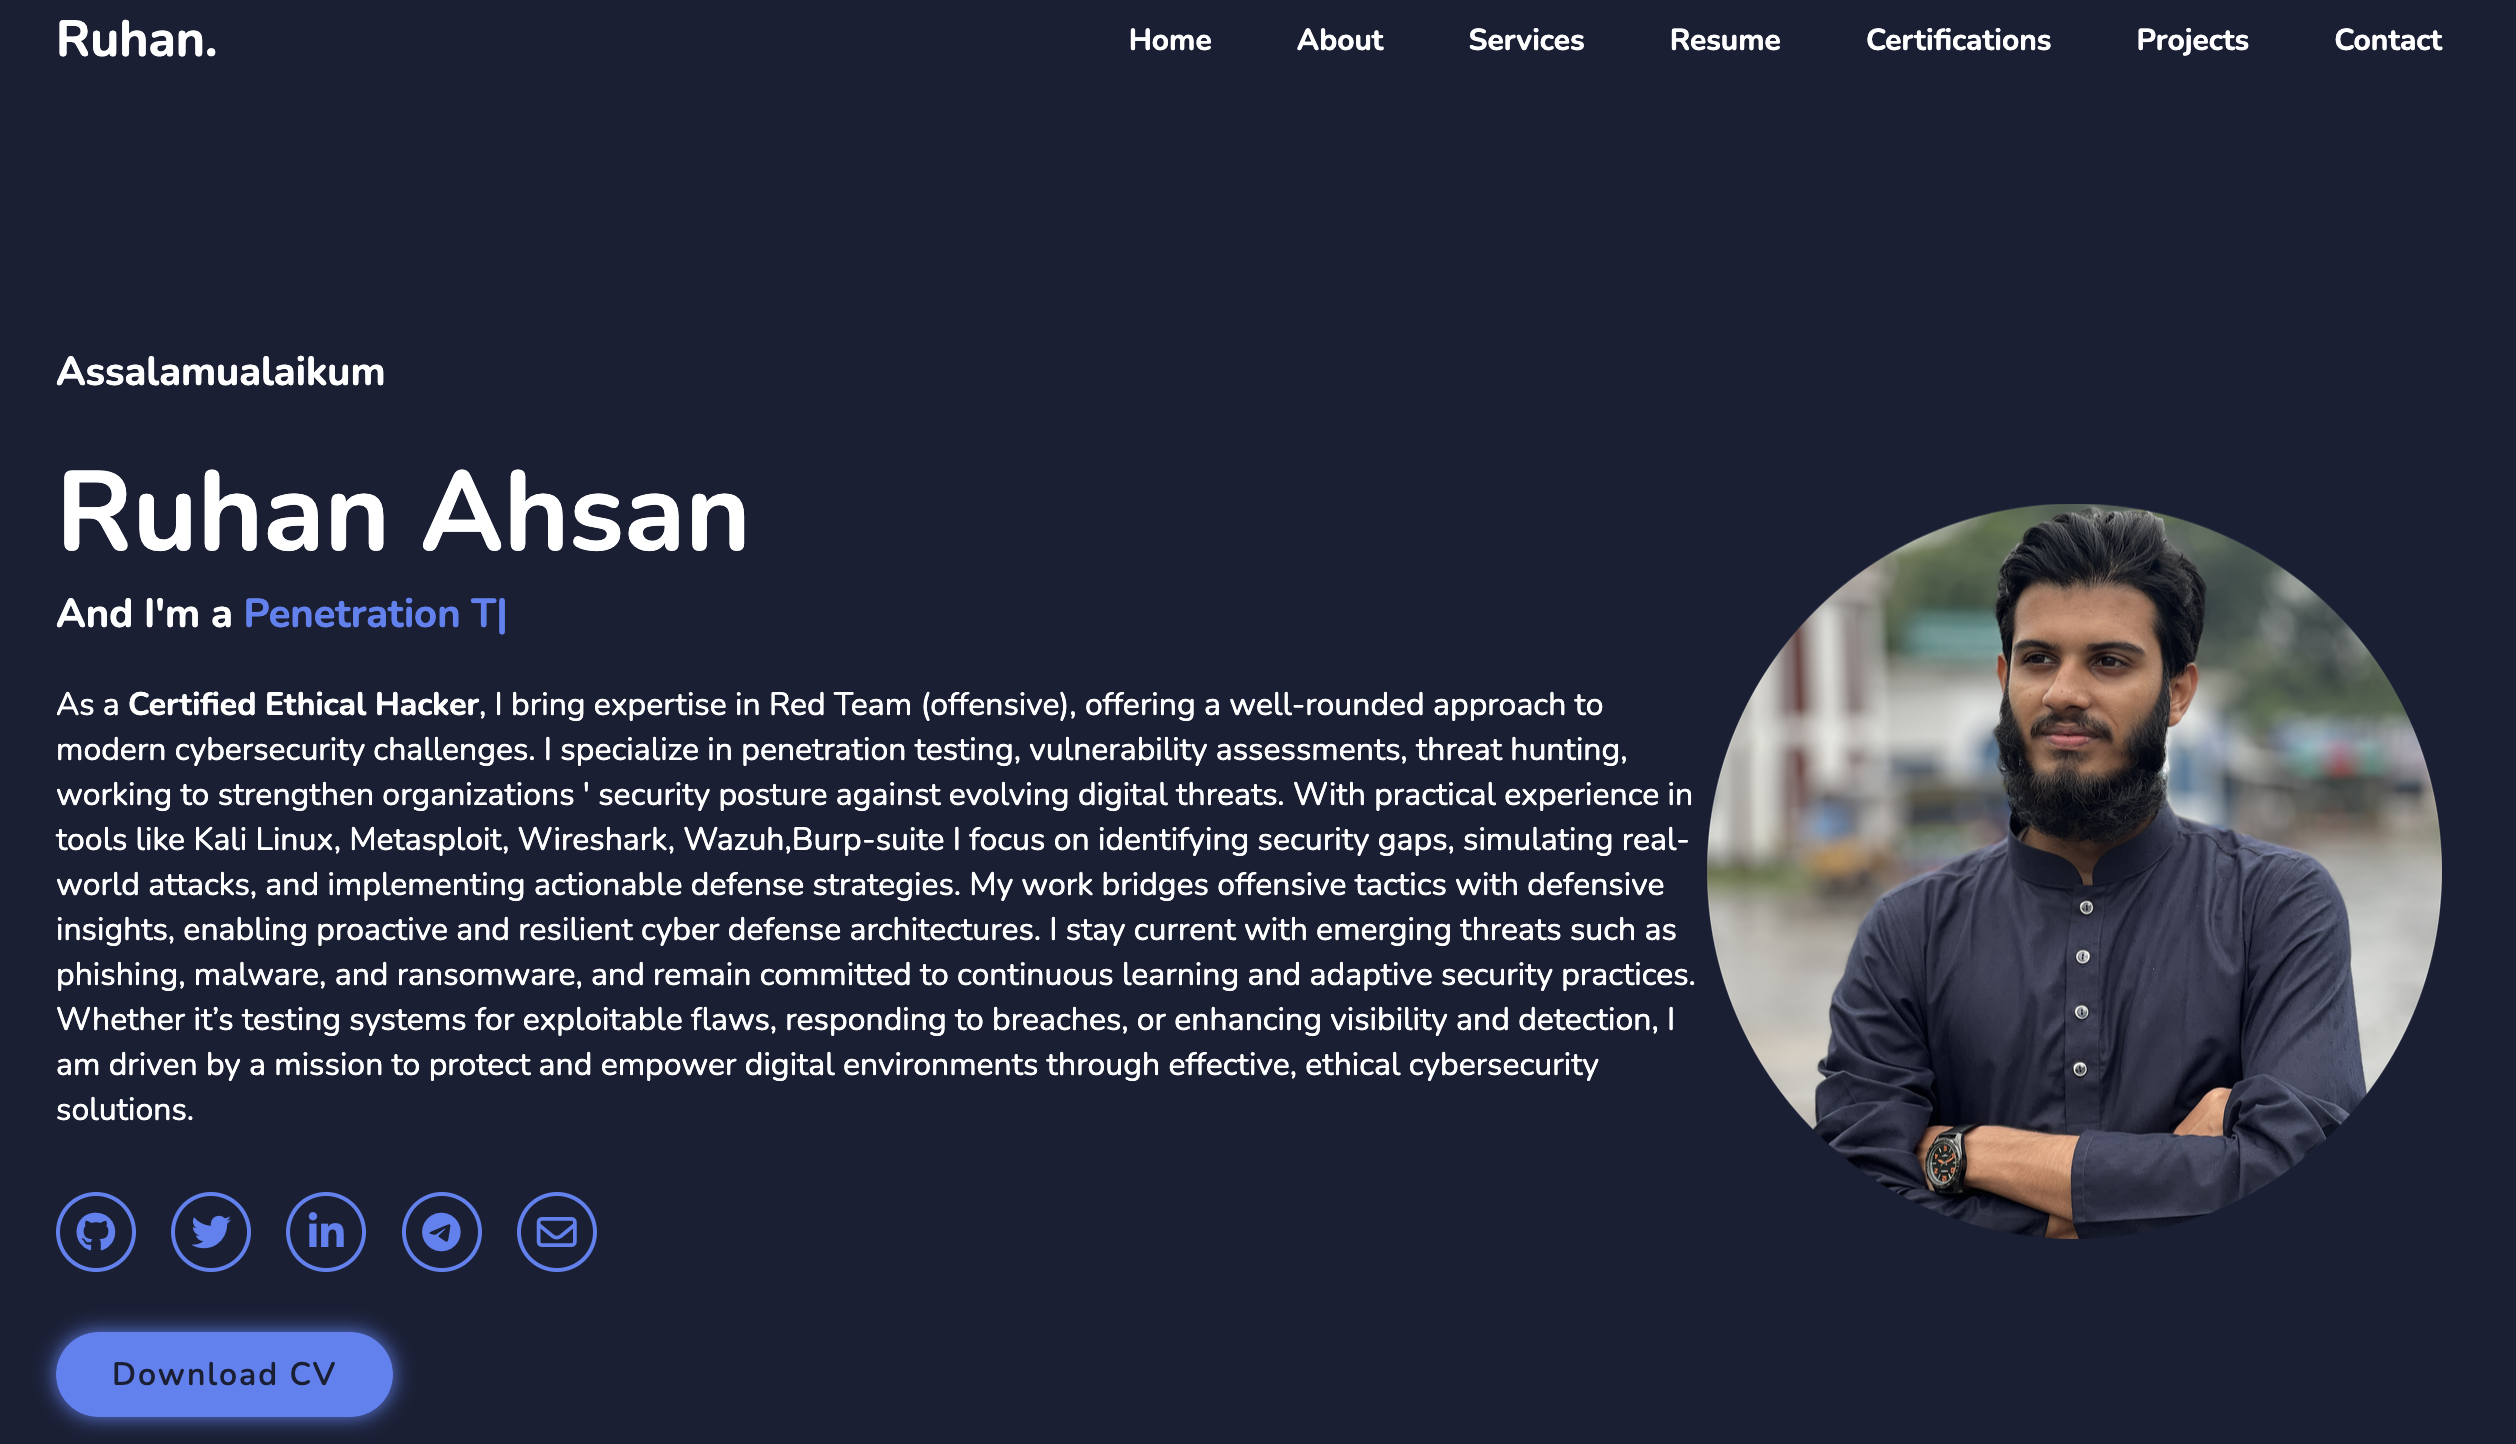 Ruhan.
Home About Services Resume Certifications Projects Contact
Assalamualaikum
Ruhan Ahsan
And I'm a Penetration T|
As a Certified Ethical Hacker, I bring expertise in Red Team (offensive), offering a well-rounded approach to
modern cybersecurity challenges. I specialize in penetration testing, vulnerability assessments, threat hunting,
working to strengthen organizations ' security posture against evolving digital threats. With practical experience in
tools like Kali Linux, Metasploit, Wireshark, Wazuh,Burp-suite I focus on identifying security gaps, simulating real-
world attacks, and implementing actionable defense strategies. My work bridges offensive tactics with defensive
insights, enabling proactive and resilient cyber defense architectures. I stay current with emerging threats such as
phishing, malware, and ransomware, and remain committed to continuous learning and adaptive security practices.
Whether it’s testing systems for exploitable flaws, responding to breaches, or enhancing visibility and detection, I
am driven by a mission to protect and empower digital environments through effective, ethical cybersecurity
solutions.
in
Download CV